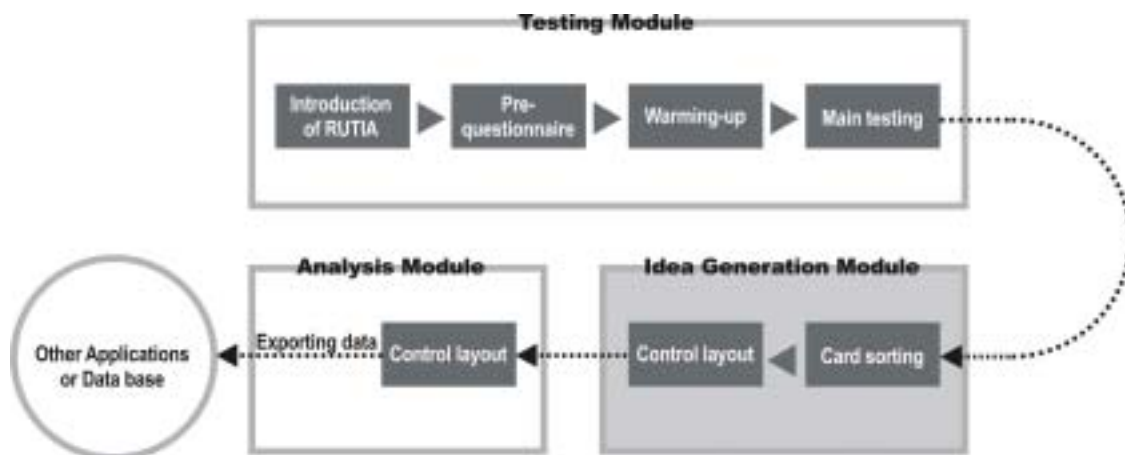 Testing Module
Introduction
of RUTIA
Pre-
questionnaire
Warming-up
Main testing
Analysis Module
Idea Generation Module
Other Applications
or Data base
Exporting data
Control layout
Control layout
Card sorting